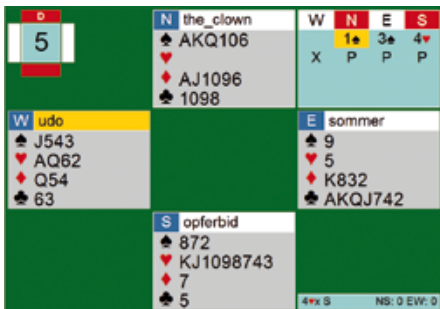 D
5
N the_clown
♠ AKQ106
♥
♦ AJ1096
♣ 1098
W N E S
1♠ 3♠ 4♥
X P P P
W udo
♠ J543
♥ AQ62
♦ Q54
♣ 63
E sommer
♠ 9
♥ 5
♦ K832
♣ AKQJ742
S opferbid
♠ 872
♥ KJ1098743
♦ 7
♣ 5
4♥x S NS: 0 EW: 0